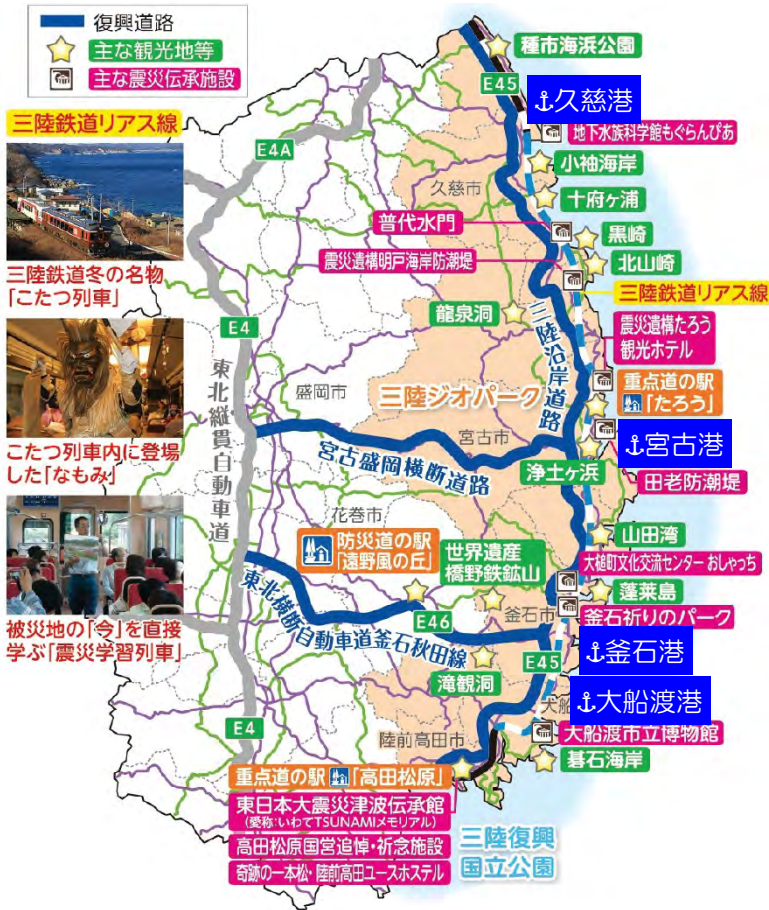 復興道路
主な観光地等
主な震災伝承施設
三陸鉄道リアス線
三陸鉄道冬の名物
「こたつ列車」
こたつ列車内に登場
した「なもみ」
被災地の「今」を直接
学ぶ「震災学習列車」
種市海浜公園
E45
⚓久慈港
地下水族科学館もぐらんぴあ
E4A
小袖海岸
久慈市
十府ヶ浦
普代水門
黒崎
震災遺構明戸海岸防潮堤
北山崎
三陸鉄道リアス線
龍泉洞
E4
三陸沿岸道路
震災遺構たろう
観光ホテル
東北縦貫自動車道
盛岡市
三陸ジオパーク
重点道の駅
「たろう」
宮古市
⚓宮古港
宮古盛岡横断道路
浄土ヶ浜
田老防潮堤
花巻市
防災道の駅
「遠野風の丘」
世界遺産
橋野鉄鉱山
山田湾
大槌町文化交流センター おしゃっち
蓬莱島
釜石市
釜石祈りのパーク
E46
東北横断自動車道釜石秋田線
E45
⚓釜石港
滝観洞
⚓大船渡港
大船
E4
陸前高田市
大船渡市立博物館
碁石海岸
重点道の駅 「高田松原」
東日本大震災津波伝承館
(愛称:いわてTSUNAMIメモリアル)
高田松原国営追悼・祈念施設
奇跡の一本松・陸前高田ユースホステル
三陸復興
国立公園